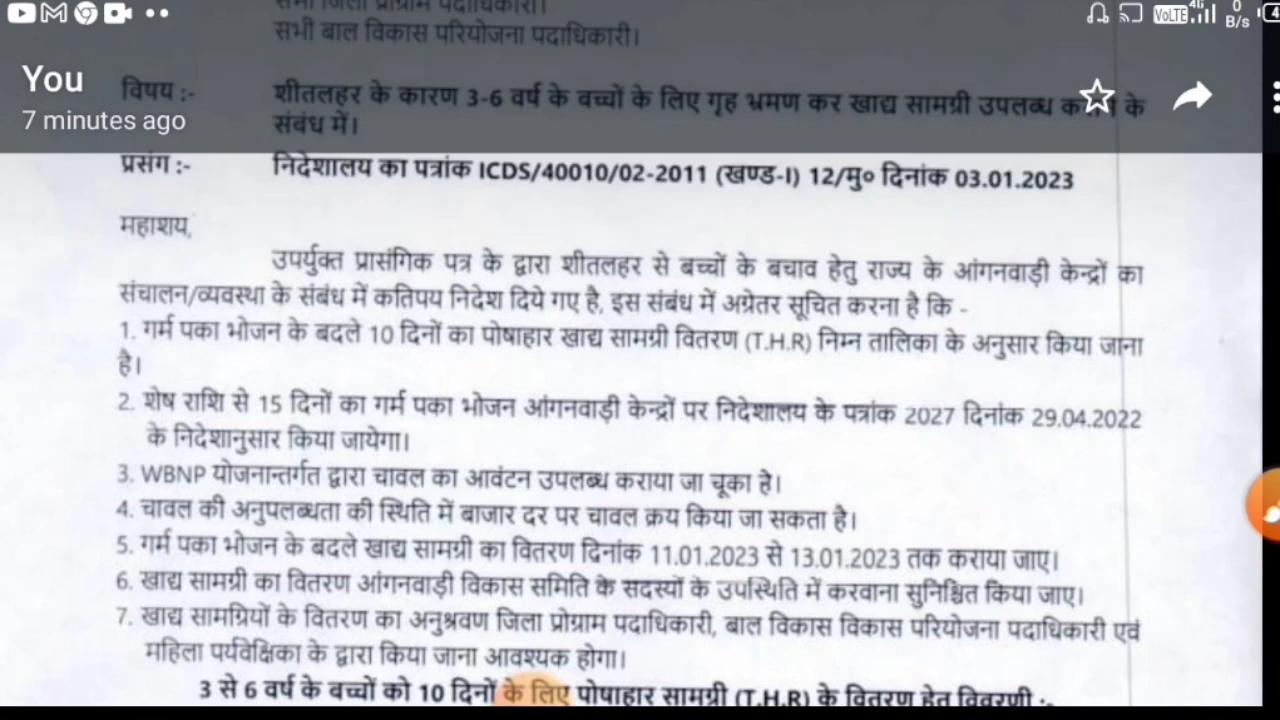 सभी जिला प्रोग्राम पदाधिकारी।
सभी बाल विकास परियोजना पदाधिकारी।
VoLTE 4G 0 B/s 4
You
7 minutes ago
विषय :- शीतलहर के कारण 3-6 वर्ष के बच्चों के लिए गृह भ्रमण कर खाद्य सामग्री उपलब्ध के
संबंध में।
प्रसंग :- निदेशालय का पत्रांक ICDS/40010/02-2011 (खण्ड-I) 12/मु० दिनांक 03.01.2023
महाशय,
उपर्युक्त प्रासंगिक पत्र के द्वारा शीतलहर से बच्चों के बचाव हेतु राज्य के आंगनवाड़ी केन्द्रों का
संचालन/व्यवस्था के संबंध में कतिपय निदेश दिये गए है, इस संबंध में अग्रेतर सूचित करना है कि -
1. गर्म पका भोजन के बदले 10 दिनों का पोषाहार खाद्य सामग्री वितरण (T.H.R) निम्न तालिका के अनुसार किया जाना
है।
2. शेष राशि से 15 दिनों का गर्म पका भोजन आंगनवाड़ी केन्द्रों पर निदेशालय के पत्रांक 2027 दिनांक 29.04.2022
के निदेशानुसार किया जायेगा।
3. WBNP योजनान्तर्गत द्वारा चावल का आवंटन उपलब्ध कराया जा चूका है।
4. चावल की अनुपलब्धता की स्थिति में बाजार दर पर चावल क्रय किया जा सकता है।
5. गर्म पका भोजन के बदले खाद्य सामग्री का वितरण दिनांक 11.01.2023 से 13.01.2023 तक कराया जाए।
6. खाद्य सामग्री का वितरण आंगनवाड़ी विकास समिति के सदस्यों के उपस्थिति में करवाना सुनिश्चित किया जाए।
7. खाद्य सामग्रियों के वितरण का अनुश्रवण जिला प्रोग्राम पदाधिकारी, बाल विकास विकास परियोजना पदाधिकारी एवं
महिला पर्यवेक्षिका के द्वारा किया जाना आवश्यक होगा।
3 से 6 वर्ष के बच्चों को 10 दिनों के लिए पोषाहार सामग्री (T.H.R) के वितरण हेतु विवरणी :-